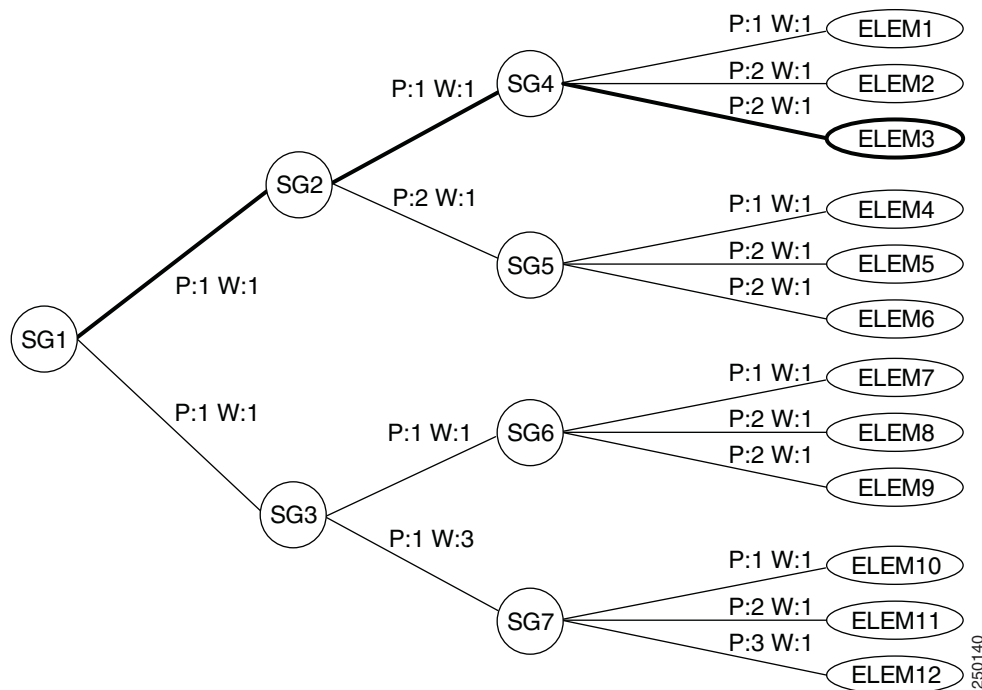 P:1 W:1
ELEM1
P:2 W:1
ELEM2
P:2 W:1
ELEM3
SG4
P:1 W:1
SG2
P:2 W:1
SG5
P:1 W:1
ELEM4
P:2 W:1
ELEM5
P:2 W:1
ELEM6
P:1 W:1
SG1
P:1 W:1
P:1 W:1
SG6
P:1 W:1
ELEM7
P:2 W:1
ELEM8
P:2 W:1
ELEM9
SG3
P:1 W:3
SG7
P:1 W:1
ELEM10
P:2 W:1
ELEM11
P:3 W:1
ELEM12
250140